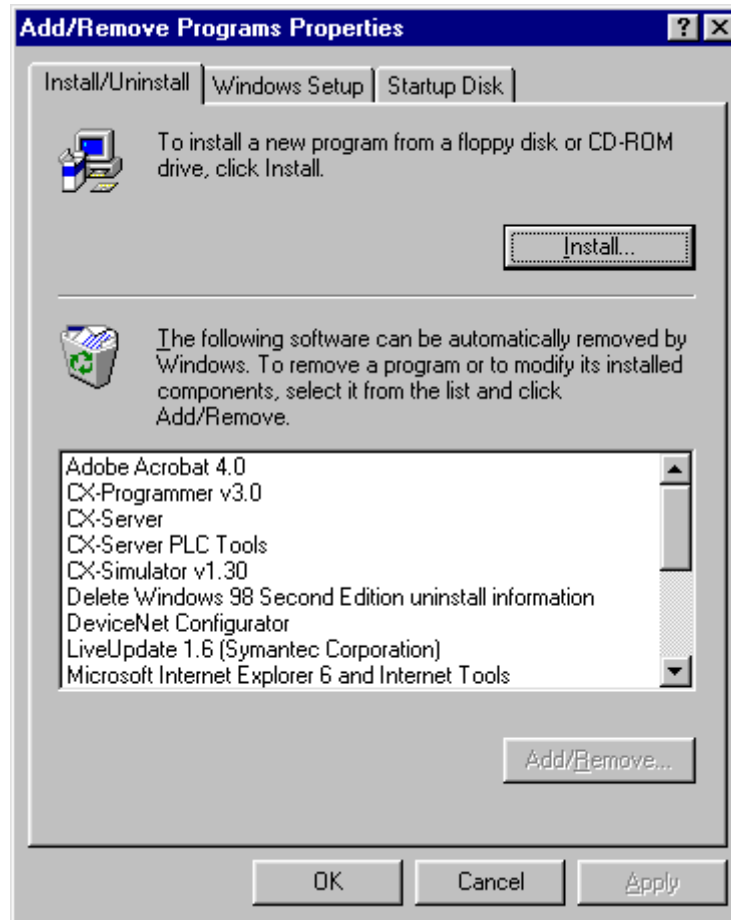 Add/Remove Programs Properties
Install/Uninstall
Windows Setup
Startup Disk
To install a new program from a floppy disk or CD-ROM
drive, click Install.
Install...
The following software can be automatically removed by
Windows. To remove a program or to modify its installed
components, select it from the list and click
Add/Remove.
Adobe Acrobat 4.0
CX-Programmer v3.0
CX-Server
CX-Server PLC Tools
CX-Simulator v1.30
Delete Windows 98 Second Edition uninstall information
DeviceNet Configurator
LiveUpdate 1.6 (Symantec Corporation)
Microsoft Internet Explorer 6 and Internet Tools
Add/Remove...
OK
Cancel
Apply